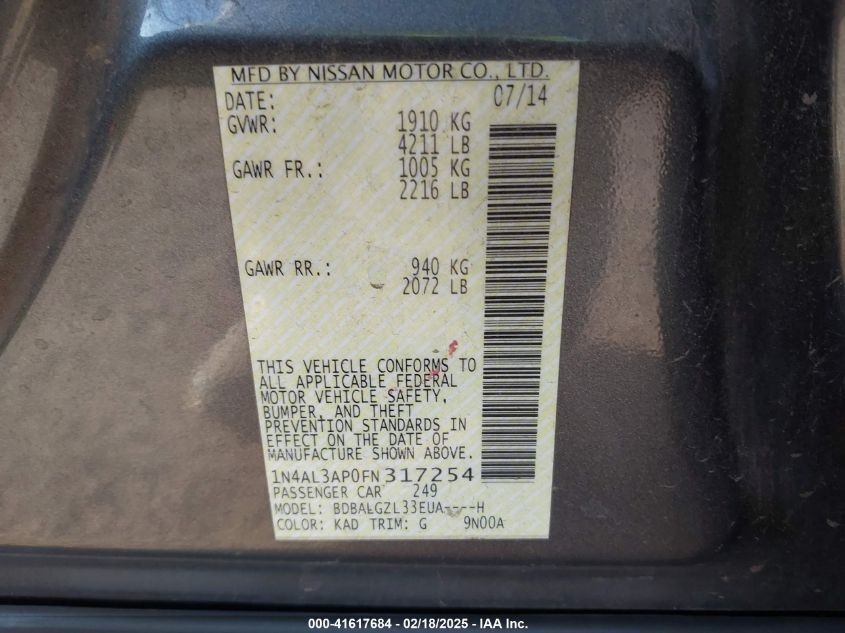 MFD BY NISSAN MOTOR CO., LTD.
DATE: 07/14
GVWR: 1910 KG
4211 LB
GAWR FR.: 1005 KG
2216 LB
GAWR RR.: 940 KG
2072 LB
THIS VEHICLE CONFORMS TO
ALL APPLICABLE FEDERAL
MOTOR VEHICLE SAFETY,
BUMPER, AND THEFT
PREVENTION STANDARDS IN
EFFECT ON THE DATE OF
MANUFACTURE SHOWN ABOVE.
1N4AL3AP0FN317254
PASSENGER CAR 249
MODEL: BDBALGZL33EUA----H
COLOR: KAD TRIM: G 9N00A
000-41617684 - 02/18/2025 - IAA Inc.